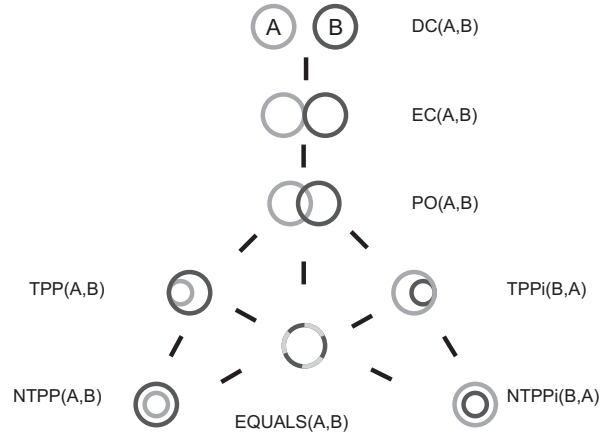 A B DC(A,B)
EC(A,B)
PO(A,B)
TPP(A,B) TPPi(B,A)
NTPP(A,B) NTPPi(B,A)
EQUALS(A,B)